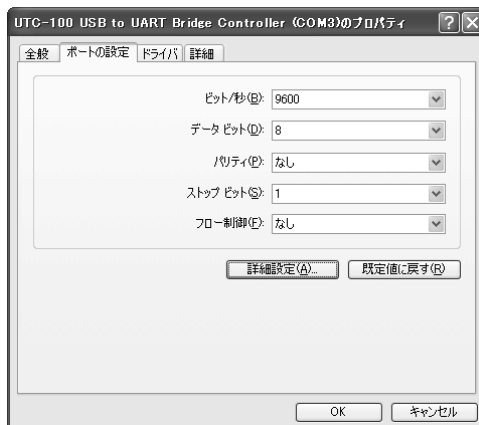 UTC-100 USB to UART Bridge Controller (COM3)のプロパティ
全般 ポートの設定 ドライバ 詳細
ビット/秒(B): 9600
データ ビット(D): 8
パリティ(P): なし
ストップ ビット(S): 1
フロー制御(F): なし
詳細設定(A)... 既定値に戻す(R)
OK キャンセル